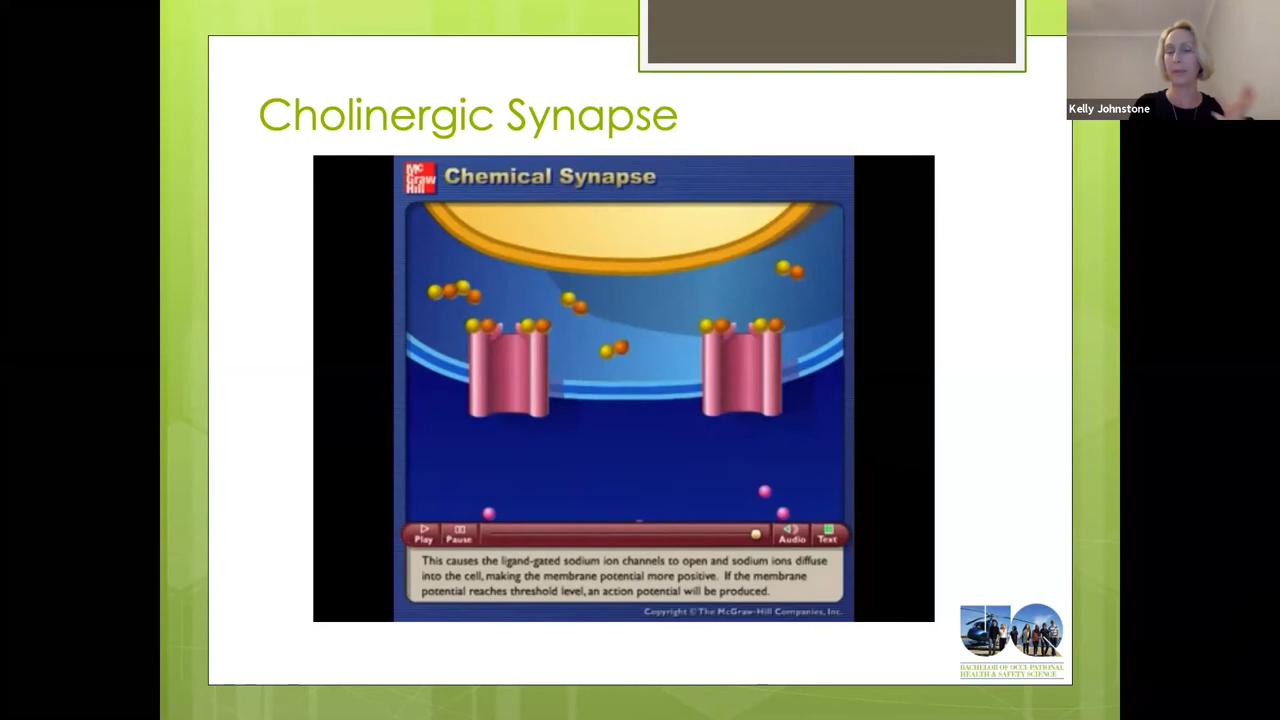 Kelly Johnstone
Cholinergic Synapse
Mc
Graw
Hill
Chemical Synapse
Play
Pause
Audio
Text
This causes the ligand-gated sodium ion channels to open and sodium ions diffuse
into the cell, making the membrane potential more positive. If the membrane
potential reaches threshold level, an action potential will be produced.
Copyright © The McGraw-Hill Companies, Inc.
UQ
BACHELOR OF OCCUPATIONAL
HEALTH & SAFETY SCIENCE